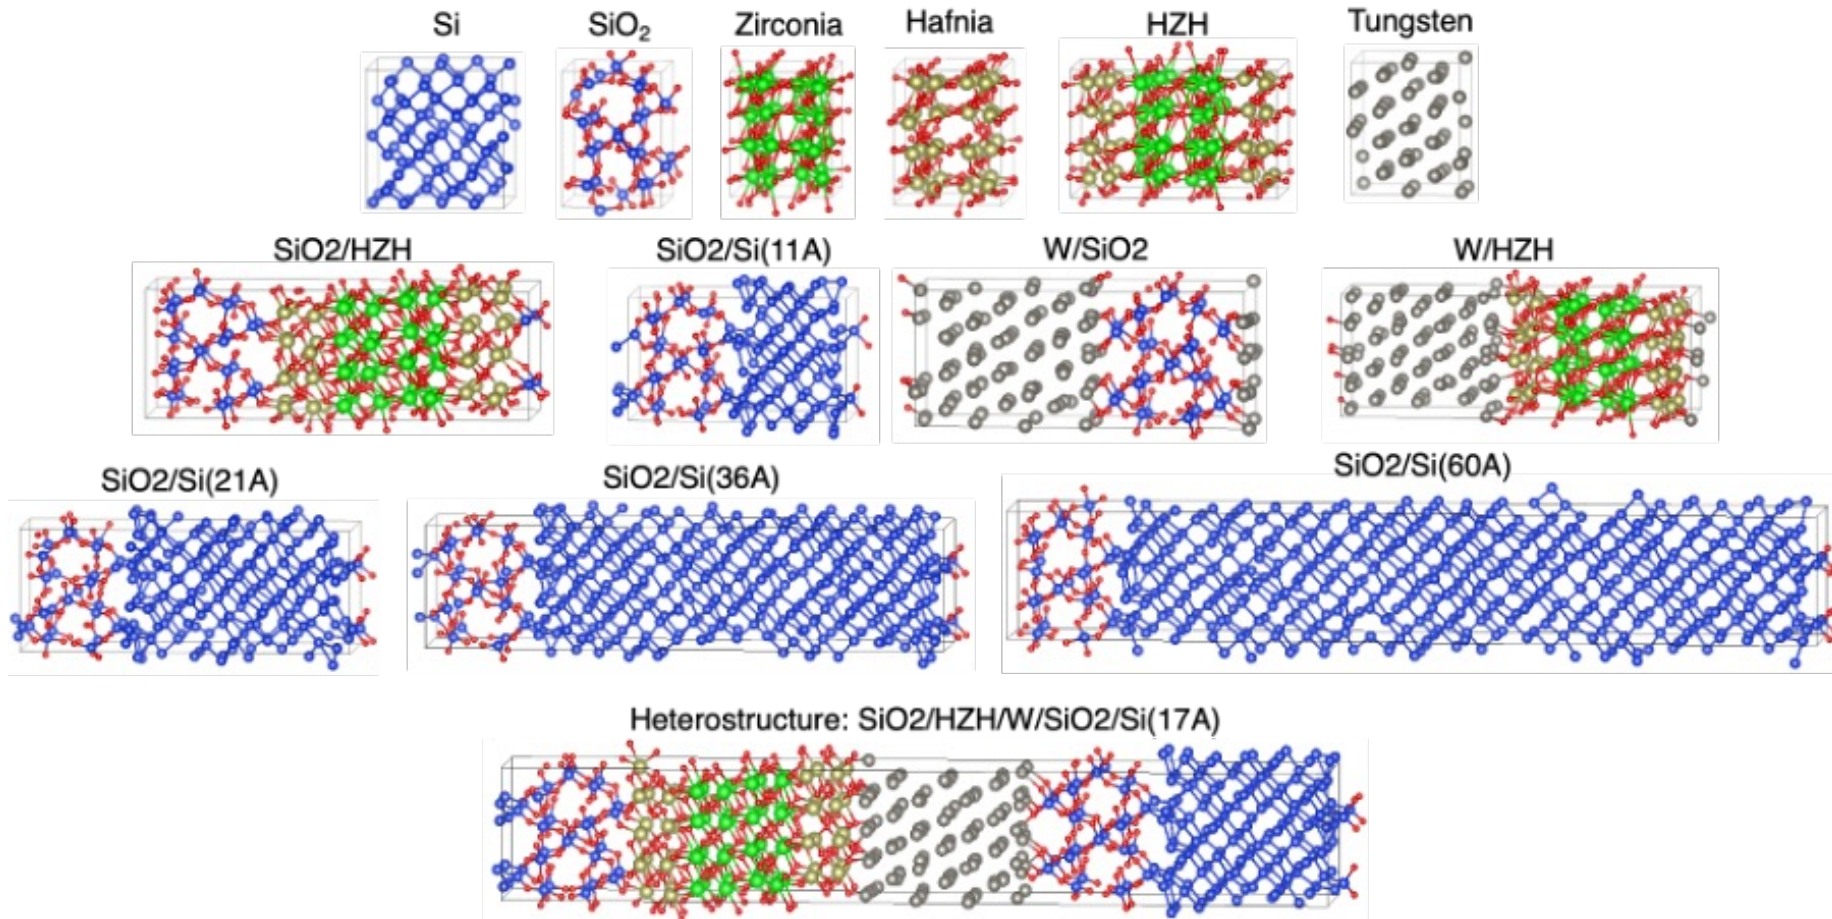 Si
SiO₂
Zirconia
Hafnia
HZH
Tungsten
SiO2/HZH
SiO2/Si(11A)
W/SiO2
W/HZH
SiO2/Si(21A)
SiO2/Si(36A)
SiO2/Si(60A)
Heterostructure: SiO2/HZH/W/SiO2/Si(17A)